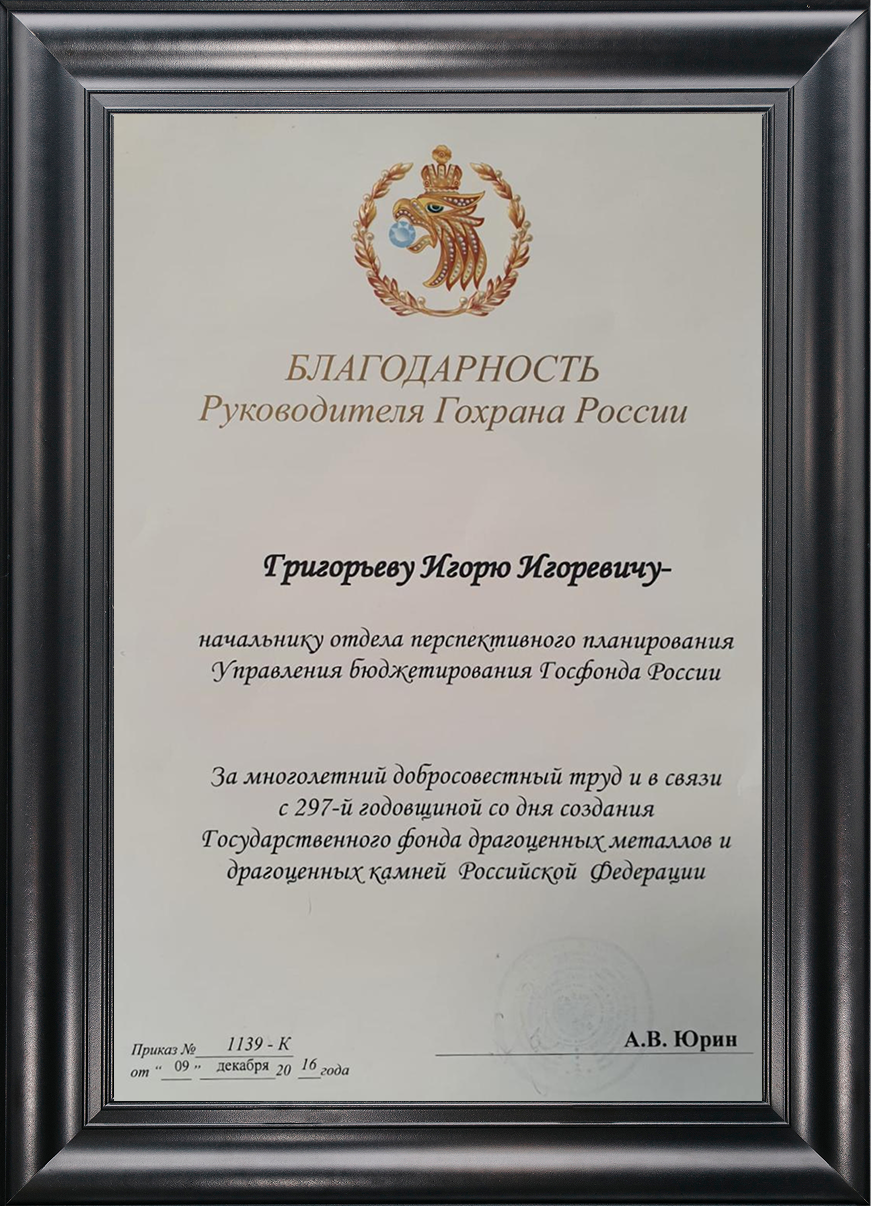 БЛАГОДАРНОСТЬ
Руководителя Гохрана России
Григорьеву Игорю Игоревичу-
начальнику отдела перспективного планирования
Управления бюджетирования Госфонда России
За многолетний добросовестный труд и в связи
с 297-й годовщиной со дня создания
Государственного фонда драгоценных металлов и
драгоценных камней Российской Федерации
Приказ № 1139 - К
от " 09 " декабря 20 16 года
А.В. Юрин